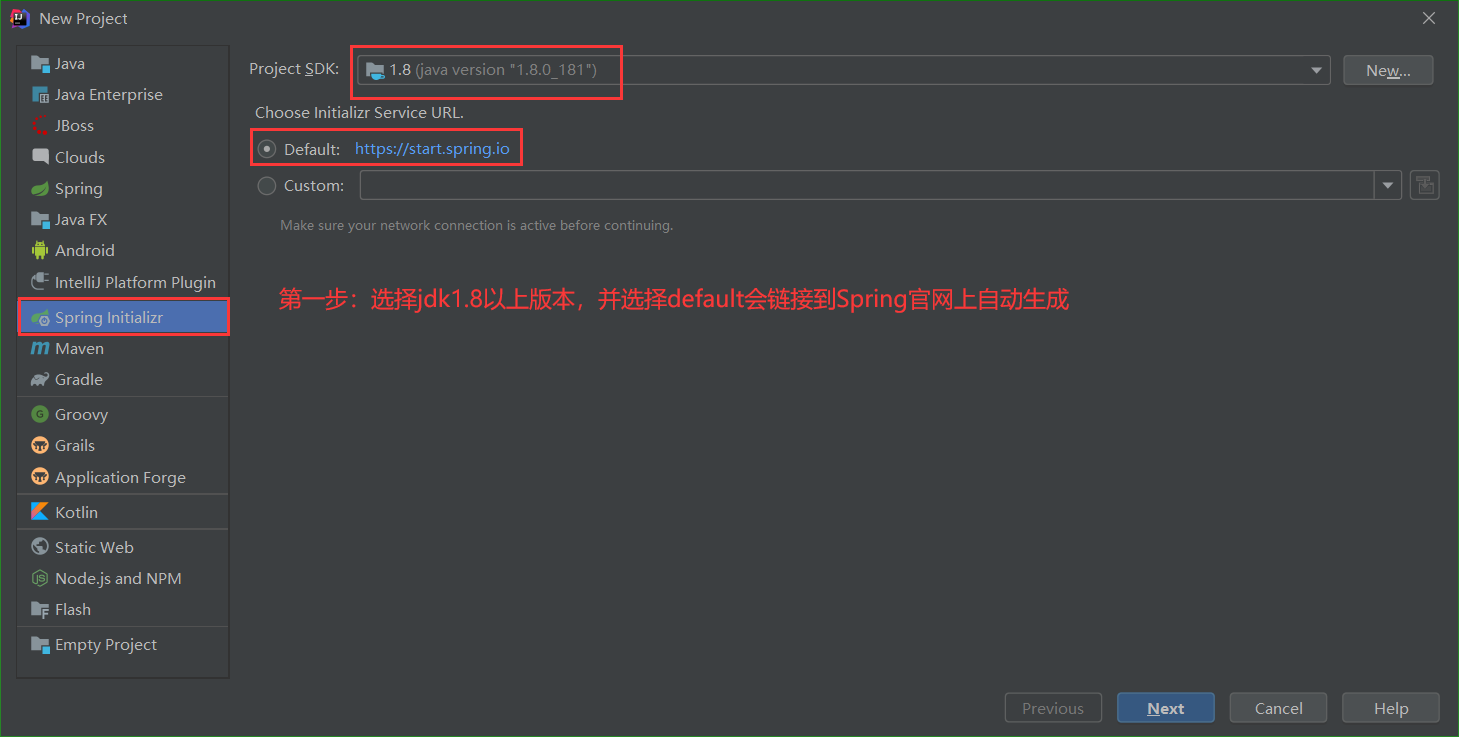 New Project
Java
Java Enterprise
JBoss
Clouds
Spring
Java FX
Android
IntelliJ Platform Plugin
Spring Initializr
Maven
Gradle
Groovy
Grails
Application Forge
Kotlin
Static Web
Node.js and NPM
Flash
Empty Project
Project SDK: 1.8 (java version "1.8.0_181") New...
Choose Initializr Service URL.
Default: https://start.spring.io
Custom:
Make sure your network connection is active before continuing.
第一步：选择jdk1.8以上版本，并选择default会链接到Spring官网上自动生成
Previous Next Cancel Help